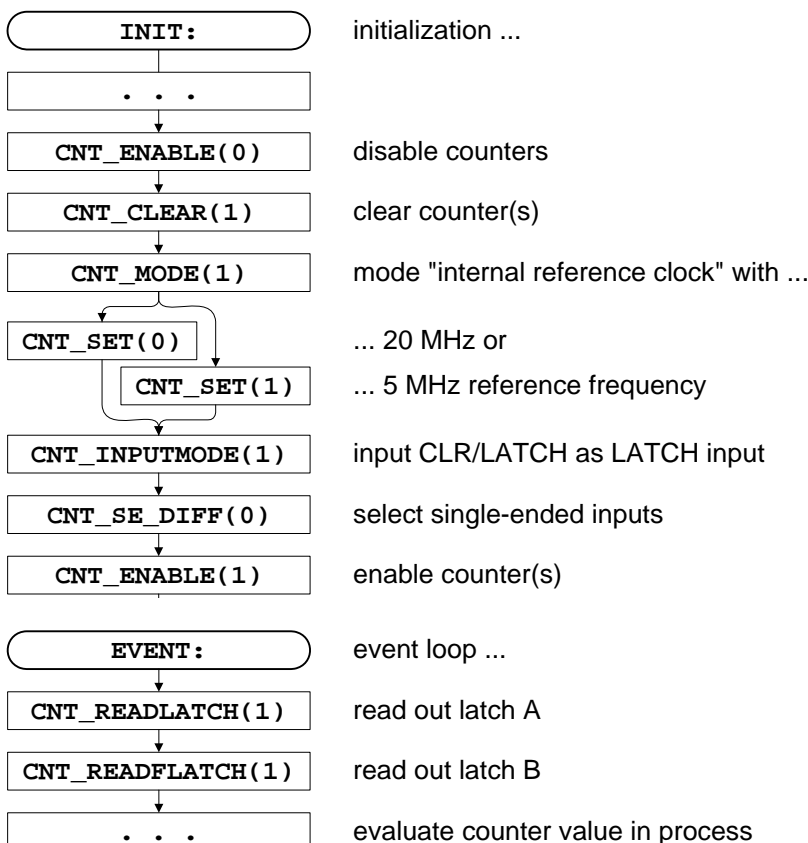 INIT: initialization ...
. . .
CNT_ENABLE(0) disable counters
CNT_CLEAR(1) clear counter(s)
CNT_MODE(1) mode "internal reference clock" with ...
CNT_SET(0) ... 20 MHz or
CNT_SET(1) ... 5 MHz reference frequency
CNT_INPUTMODE(1) input CLR/LATCH as LATCH input
CNT_SE_DIFF(0) select single-ended inputs
CNT_ENABLE(1) enable counter(s)
EVENT: event loop ...
CNT_READLATCH(1) read out latch A
CNT_READFLATCH(1) read out latch B
. . . evaluate counter value in process